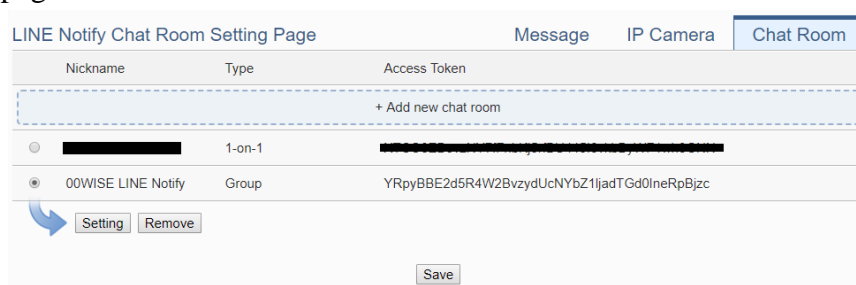 LINE Notify Chat Room Setting Page Message IP Camera Chat Room
Nickname Type Access Token
+ Add new chat room
1-on-1
00WISE LINE Notify Group YRpyBBE2d5R4W2BvzydUcNYbZ1ljadTGd0IneRpBjzc
Setting Remove
Save